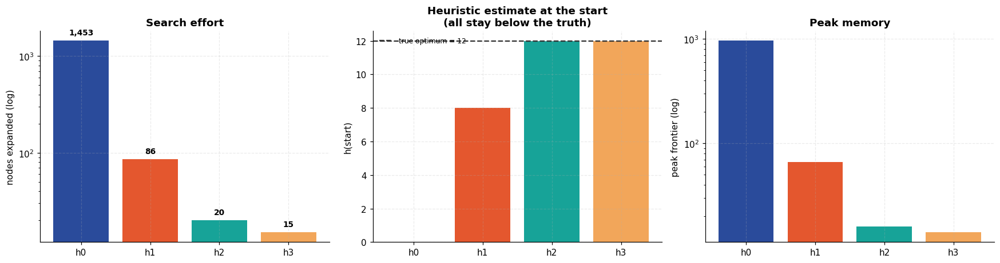 Search effort
nodes expanded (log)
10³
10²
1,453
86
20
15
h0
h1
h2
h3
Heuristic estimate at the start
(all stay below the truth)
h(start)
12
10
8
6
4
2
0
true optimum = 12
h0
h1
h2
h3
Peak memory
peak frontier (log)
10³
10²
h0
h1
h2
h3